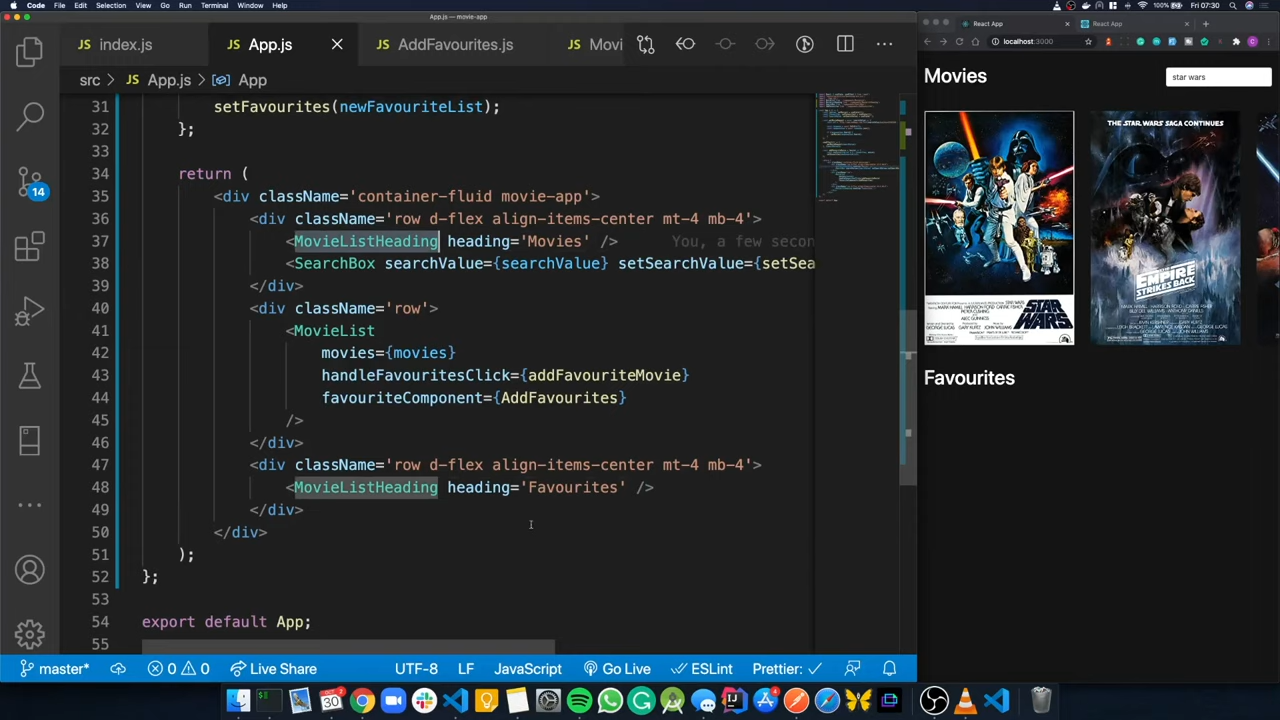 Code File Edit Selection View Go Run Terminal Window Help
100% Fri 07:30
App.js — movie-app
JS index.js
JS App.js
JS AddFavourites.js
JS Movi
src > JS App.js > App
31 setFavourites(newFavouriteList);
32 };
33
34 return (
35 <div className='container-fluid movie-app'>
36 <div className='row d-flex align-items-center mt-4 mb-4'>
37 <MovieListHeading heading='Movies' /> You, a few secon
38 <SearchBox searchValue={searchValue} setSearchValue={setSea
39 </div>
40 <div className='row'>
41 <MovieList
42 movies={movies}
43 handleFavouritesClick={addFavouriteMovie}
44 favouriteComponent={AddFavourites}
45 />
46 </div>
47 <div className='row d-flex align-items-center mt-4 mb-4'>
48 <MovieListHeading heading='Favourites' />
49 </div>
50 </div>
51 );
52 };
53
54 export default App;
55
14
master* 0 0 Live Share UTF-8 LF JavaScript Go Live ESLint Prettier: ✓
React App
React App
localhost:3000
Movies
star wars
STAR WARS
THE STAR WARS SAGA CONTINUES
THE EMPIRE STRIKES BACK
Favourites